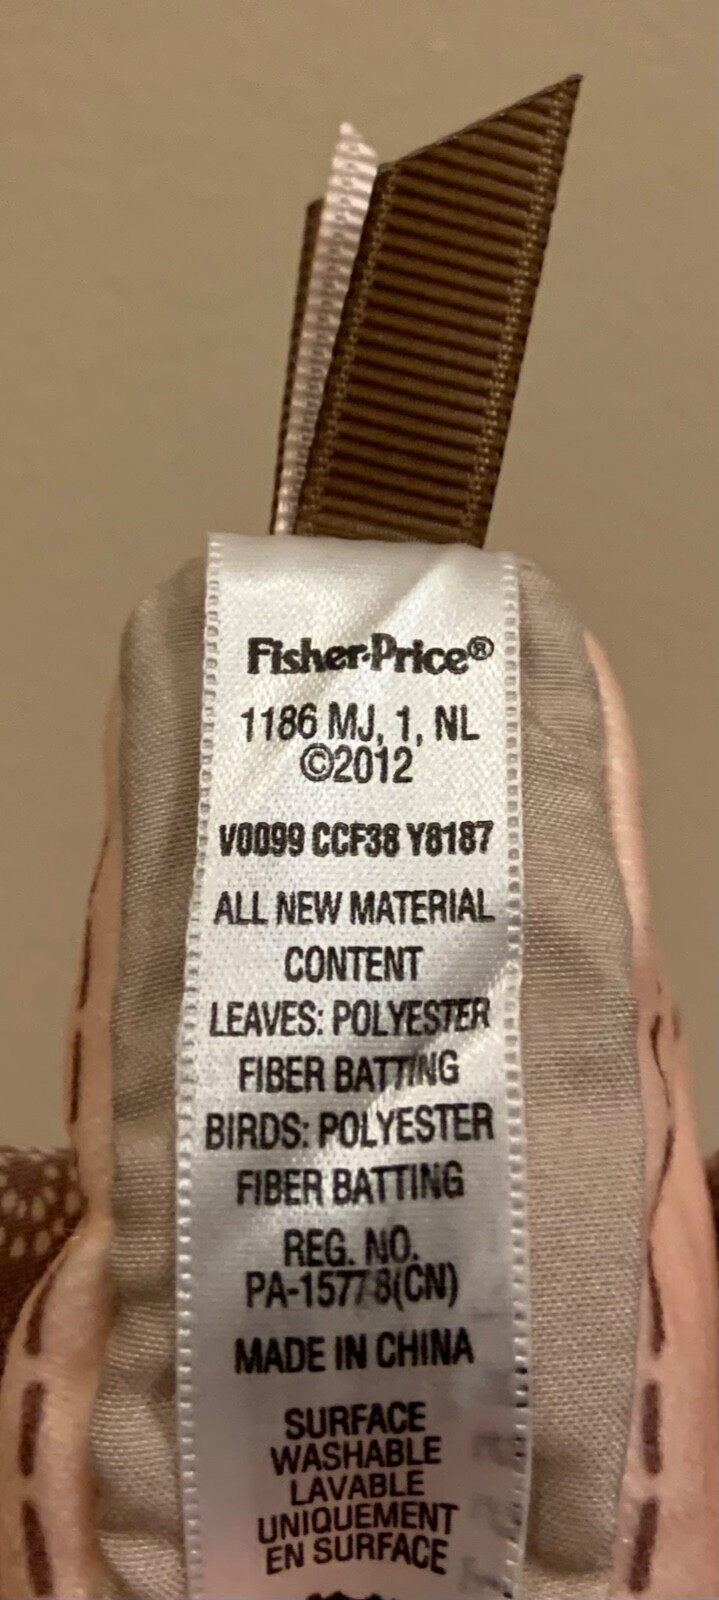 Fisher-Price®
1186 MJ, 1, NL
©2012
V0099 CCF38 Y8187
ALL NEW MATERIAL
CONTENT
LEAVES: POLYESTER
FIBER BATTING
BIRDS: POLYESTER
FIBER BATTING
REG. NO.
PA-15778(CN)
MADE IN CHINA
SURFACE
WASHABLE
LAVABLE
UNIQUEMENT
EN SURFACE